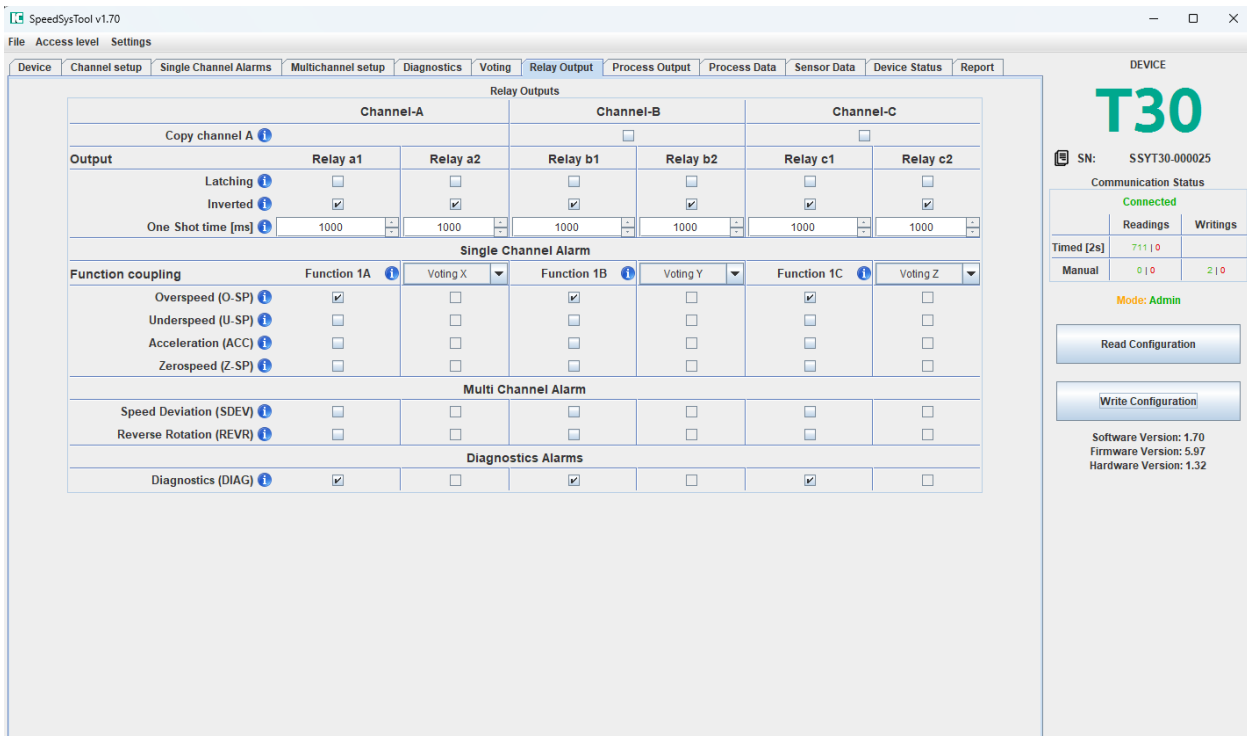 SpeedSysTool v1.70
File Access level Settings
Device Channel setup Single Channel Alarms Multichannel setup Diagnostics Voting Relay Output Process Output Process Data Sensor Data Device Status Report
Relay Outputs
Channel-A Channel-B Channel-C
Copy channel A
Output Relay a1 Relay a2 Relay b1 Relay b2 Relay c1 Relay c2
Latching
Inverted
One Shot time [ms] 1000 1000 1000 1000 1000 1000
Single Channel Alarm
Function coupling Function 1A Voting X Function 1B Voting Y Function 1C Voting Z
Overspeed (O-SP)
Underspeed (U-SP)
Acceleration (ACC)
Zerospeed (Z-SP)
Multi Channel Alarm
Speed Deviation (SDEV)
Reverse Rotation (REVR)
Diagnostics Alarms
Diagnostics (DIAG)
DEVICE
T30
SN: SSYT30-000025
Communication Status
Connected
Readings Writings
Timed [2s] 711 | 0
Manual 0 | 0 2 | 0
Mode: Admin
Read Configuration
Write Configuration
Software Version: 1.70
Firmware Version: 5.97
Hardware Version: 1.32